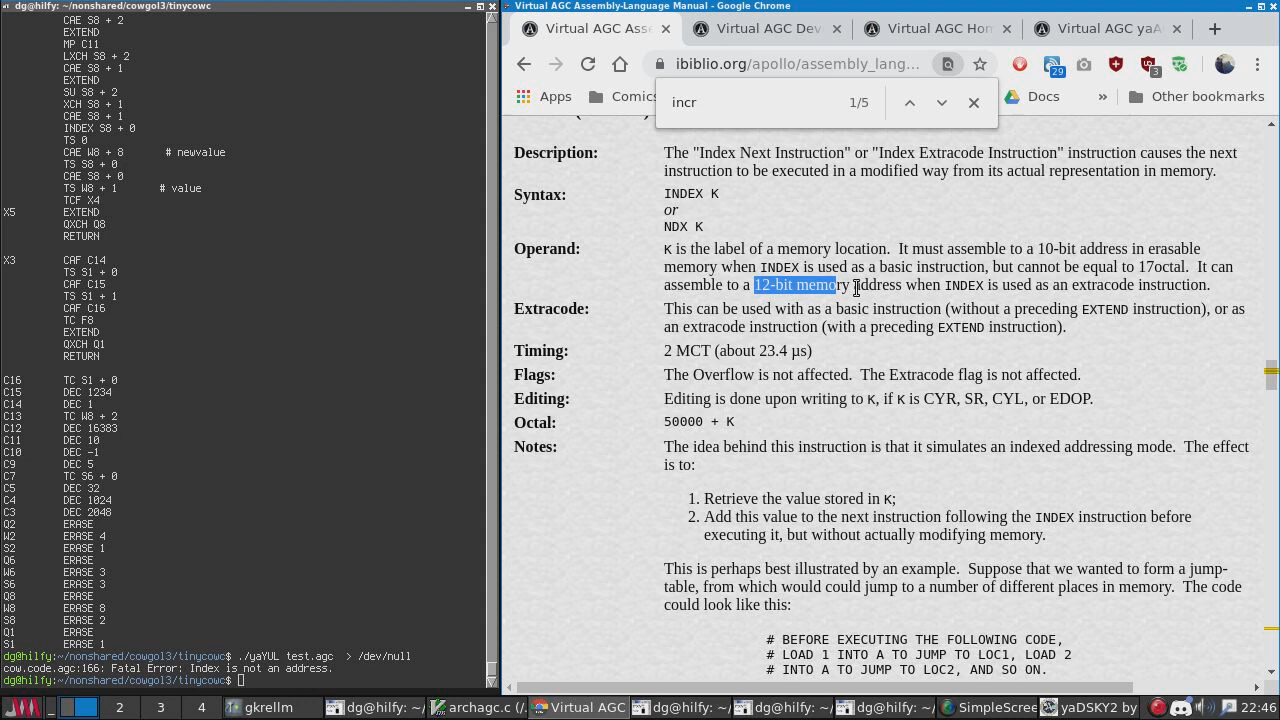 dg@hilfy: ~/nonshared/cowgol3/tinycowc
CAE S8 + 2
EXTEND
MP C11
LXCH S8 + 2
CAE S8 + 1
EXTEND
SU S8 + 2
XCH S8 + 1
CAE S8 + 1
INDEX S8 + 0
TS 0
CAE W8 + 8 # newvalue
TS S8 + 0
CAE S8 + 0
TS W8 + 1 # value
TCF X4
X5 EXTEND
QXCH Q8
RETURN
X3 CAF C14
TS S1 + 0
CAF C15
TS S1 + 1
CAF C16
TC F8
EXTEND
QXCH Q1
RETURN
C16 TC S1 + 0
C15 DEC 1234
C14 DEC 1
C13 TC W8 + 2
C12 DEC 16383
C11 DEC 10
C10 DEC -1
C9 DEC 5
C7 TC S6 + 0
C5 DEC 32
C4 DEC 1024
C3 DEC 2048
Q2 ERASE
W2 ERASE 4
S2 ERASE 1
Q6 ERASE
W6 ERASE 3
S6 ERASE 3
Q8 ERASE
W8 ERASE 8
S8 ERASE 2
Q1 ERASE
S1 ERASE 1
dg@hilfy:~/nonshared/cowgol3/tinycowc$ ./yaYUL test.agc > /dev/null
cow.code.agc:166: Fatal Error: Index is not an address.
dg@hilfy:~/nonshared/cowgol3/tinycowc$
Virtual AGC Assembly-Language Manual - Google Chrome
Virtual AGC Asse Virtual AGC Dev Virtual AGC Hom Virtual AGC yaA
ibiblio.org/apollo/assembly_lang... 29 3
Apps Comics Docs » Other bookmarks
incr 1/5
Description: The "Index Next Instruction" or "Index Extracode Instruction" instruction causes the next
instruction to be executed in a modified way from its actual representation in memory.
Syntax: INDEX K
or
NDX K
Operand: K is the label of a memory location. It must assemble to a 10-bit address in erasable
memory when INDEX is used as a basic instruction, but cannot be equal to 17octal. It can
assemble to a 12-bit memory address when INDEX is used as an extracode instruction.
Extracode: This can be used with as a basic instruction (without a preceding EXTEND instruction), or as
an extracode instruction (with a preceding EXTEND instruction).
Timing: 2 MCT (about 23.4 µs)
Flags: The Overflow is not affected. The Extracode flag is not affected.
Editing: Editing is done upon writing to K, if K is CYR, SR, CYL, or EDOP.
Octal: 50000 + K
Notes: The idea behind this instruction is that it simulates an indexed addressing mode. The effect
is to:
1. Retrieve the value stored in K;
2. Add this value to the next instruction following the INDEX instruction before
executing it, but without actually modifying memory.
This is perhaps best illustrated by an example. Suppose that we wanted to form a jump-
table, from which would could jump to a number of different places in memory. The code
could look like this:
# BEFORE EXECUTING THE FOLLOWING CODE,
# LOAD 1 INTO A TO JUMP TO LOC1, LOAD 2
# INTO A TO JUMP TO LOC2, AND SO ON.
2 3 4 gkrellm dg@hilfy: ~/ archagc.c (/ Virtual AGC dg@hilfy: ~ dg@hilfy: ~ dg@hilfy: ~ SimpleScree yaDSKY2 by 22:46